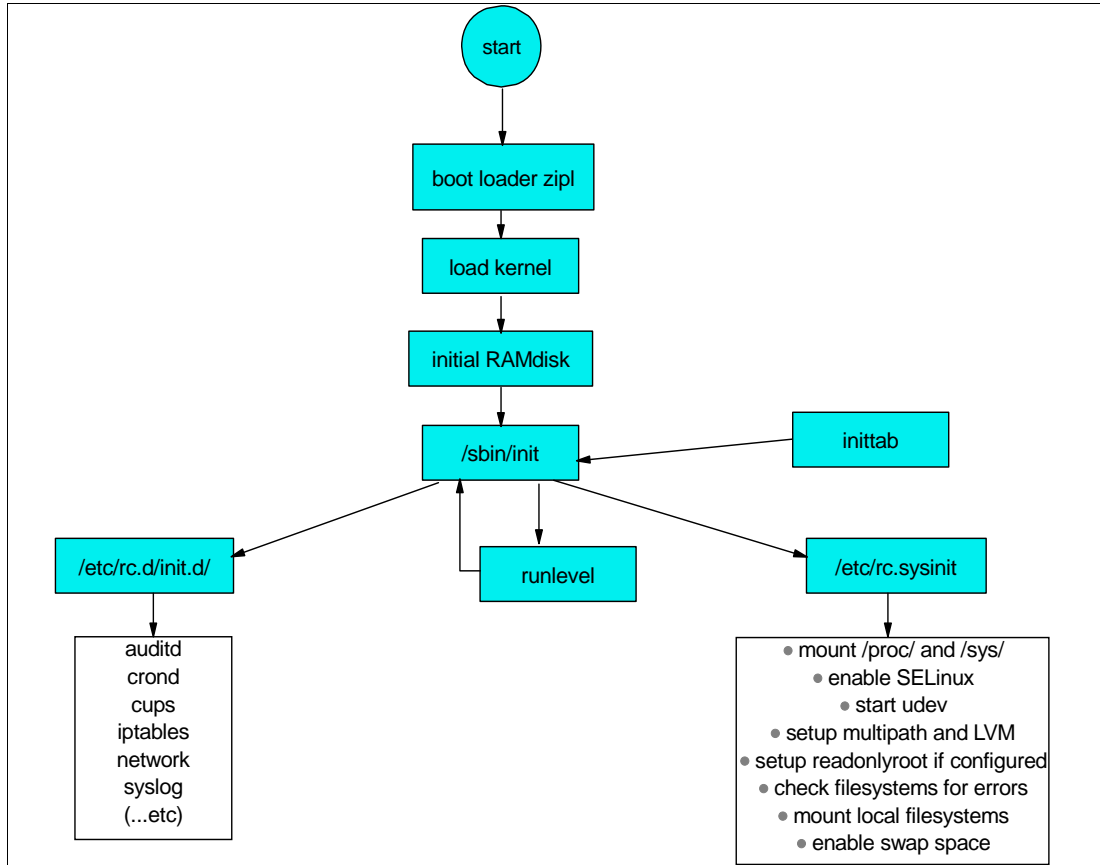 start
boot loader zipl
load kernel
initial RAMdisk
/sbin/init
inittab
/etc/rc.d/init.d/
runlevel
/etc/rc.sysinit
auditd
crond
cups
iptables
network
syslog
(...etc)
● mount /proc/ and /sys/
● enable SELinux
● start udev
● setup multipath and LVM
● setup readonlyroot if configured
● check filesystems for errors
● mount local filesystems
● enable swap space